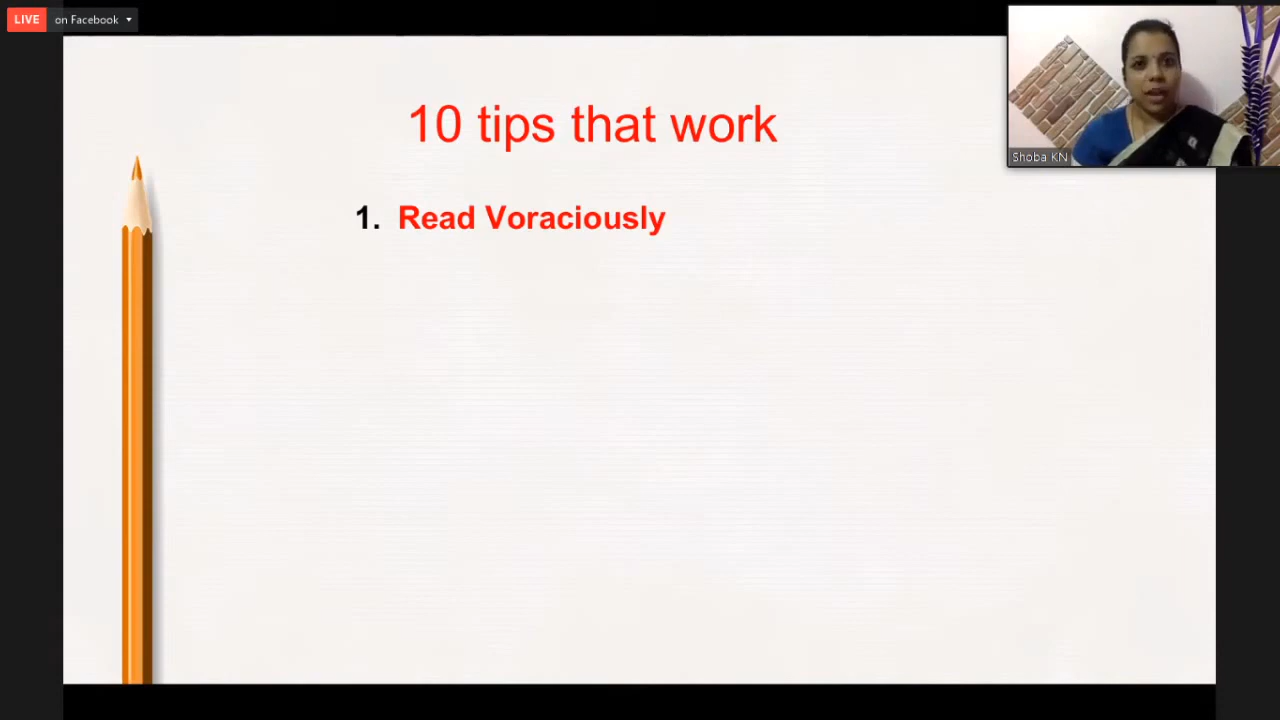 LIVE on Facebook
10 tips that work
1. Read Voraciously
Shoba KN